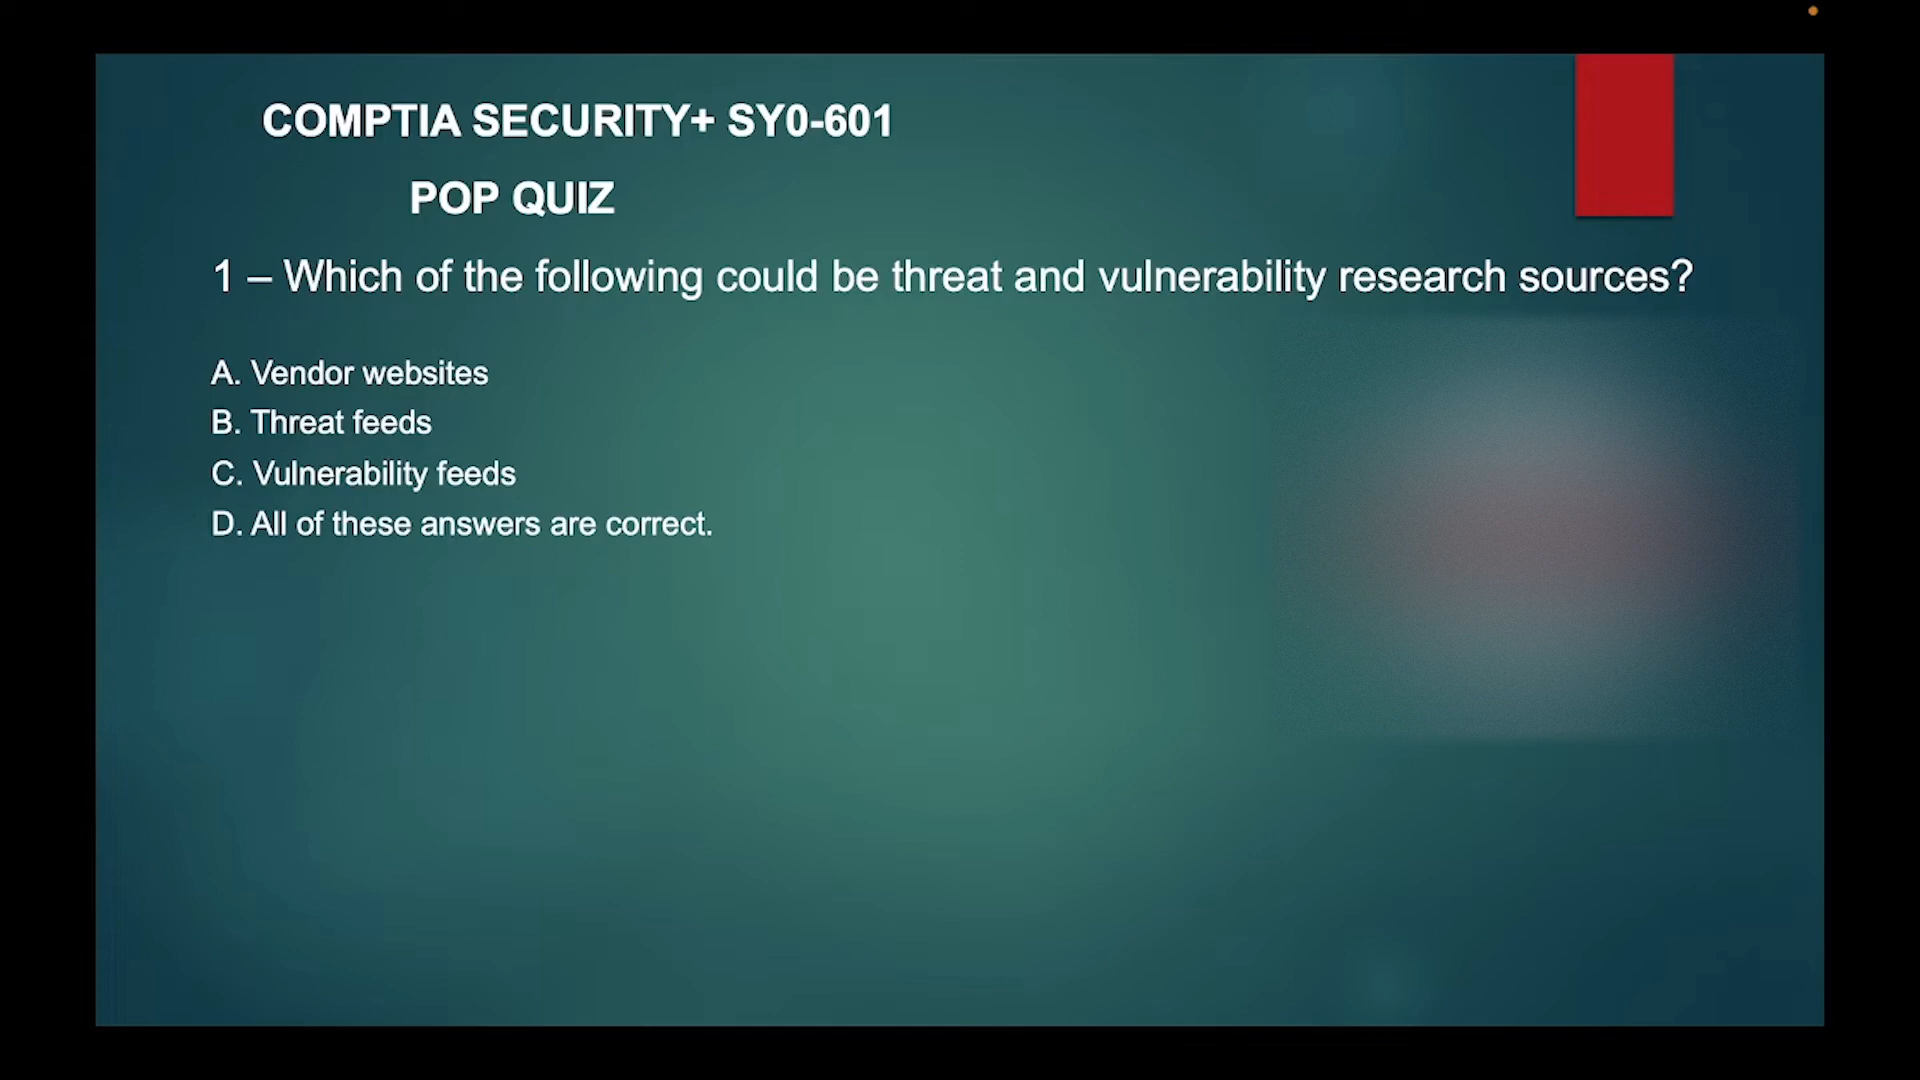 COMPTIA SECURITY+ SY0-601
POP QUIZ
1 – Which of the following could be threat and vulnerability research sources?
A. Vendor websites
B. Threat feeds
C. Vulnerability feeds
D. All of these answers are correct.